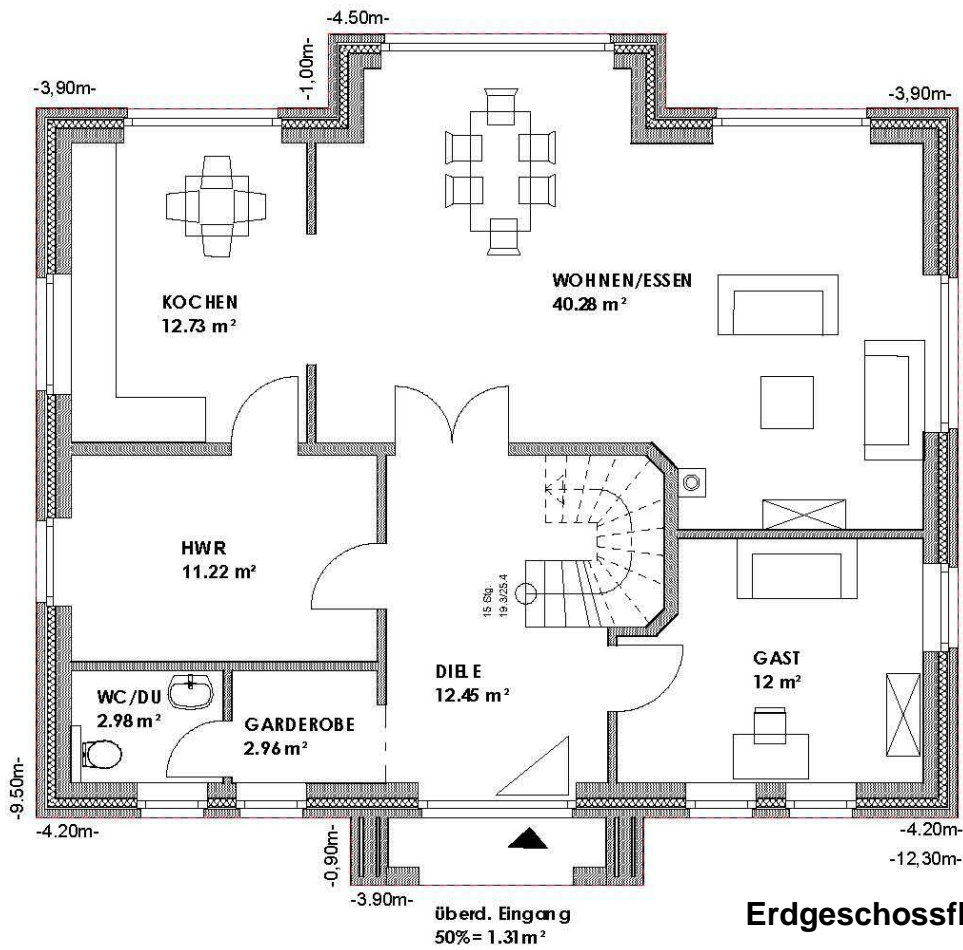 -4.50m-
-1,00m-
-3,90m-
-3,90m-
WOHNEN/ESSEN
40.28 m²
KOCHEN
12.73 m²
HWR
11.22 m²
15 Stg.
19.3/25.4
GAST
12 m²
DIELE
12.45 m²
WC/DU
2.98 m²
GARDEROBE
2.96 m²
-9.50m-
-4.20m-
-4.20m-
-0,90m-
-12,30m-
-3.90m-
überd. Eingang
50%= 1.31m²
Erdgeschossfl